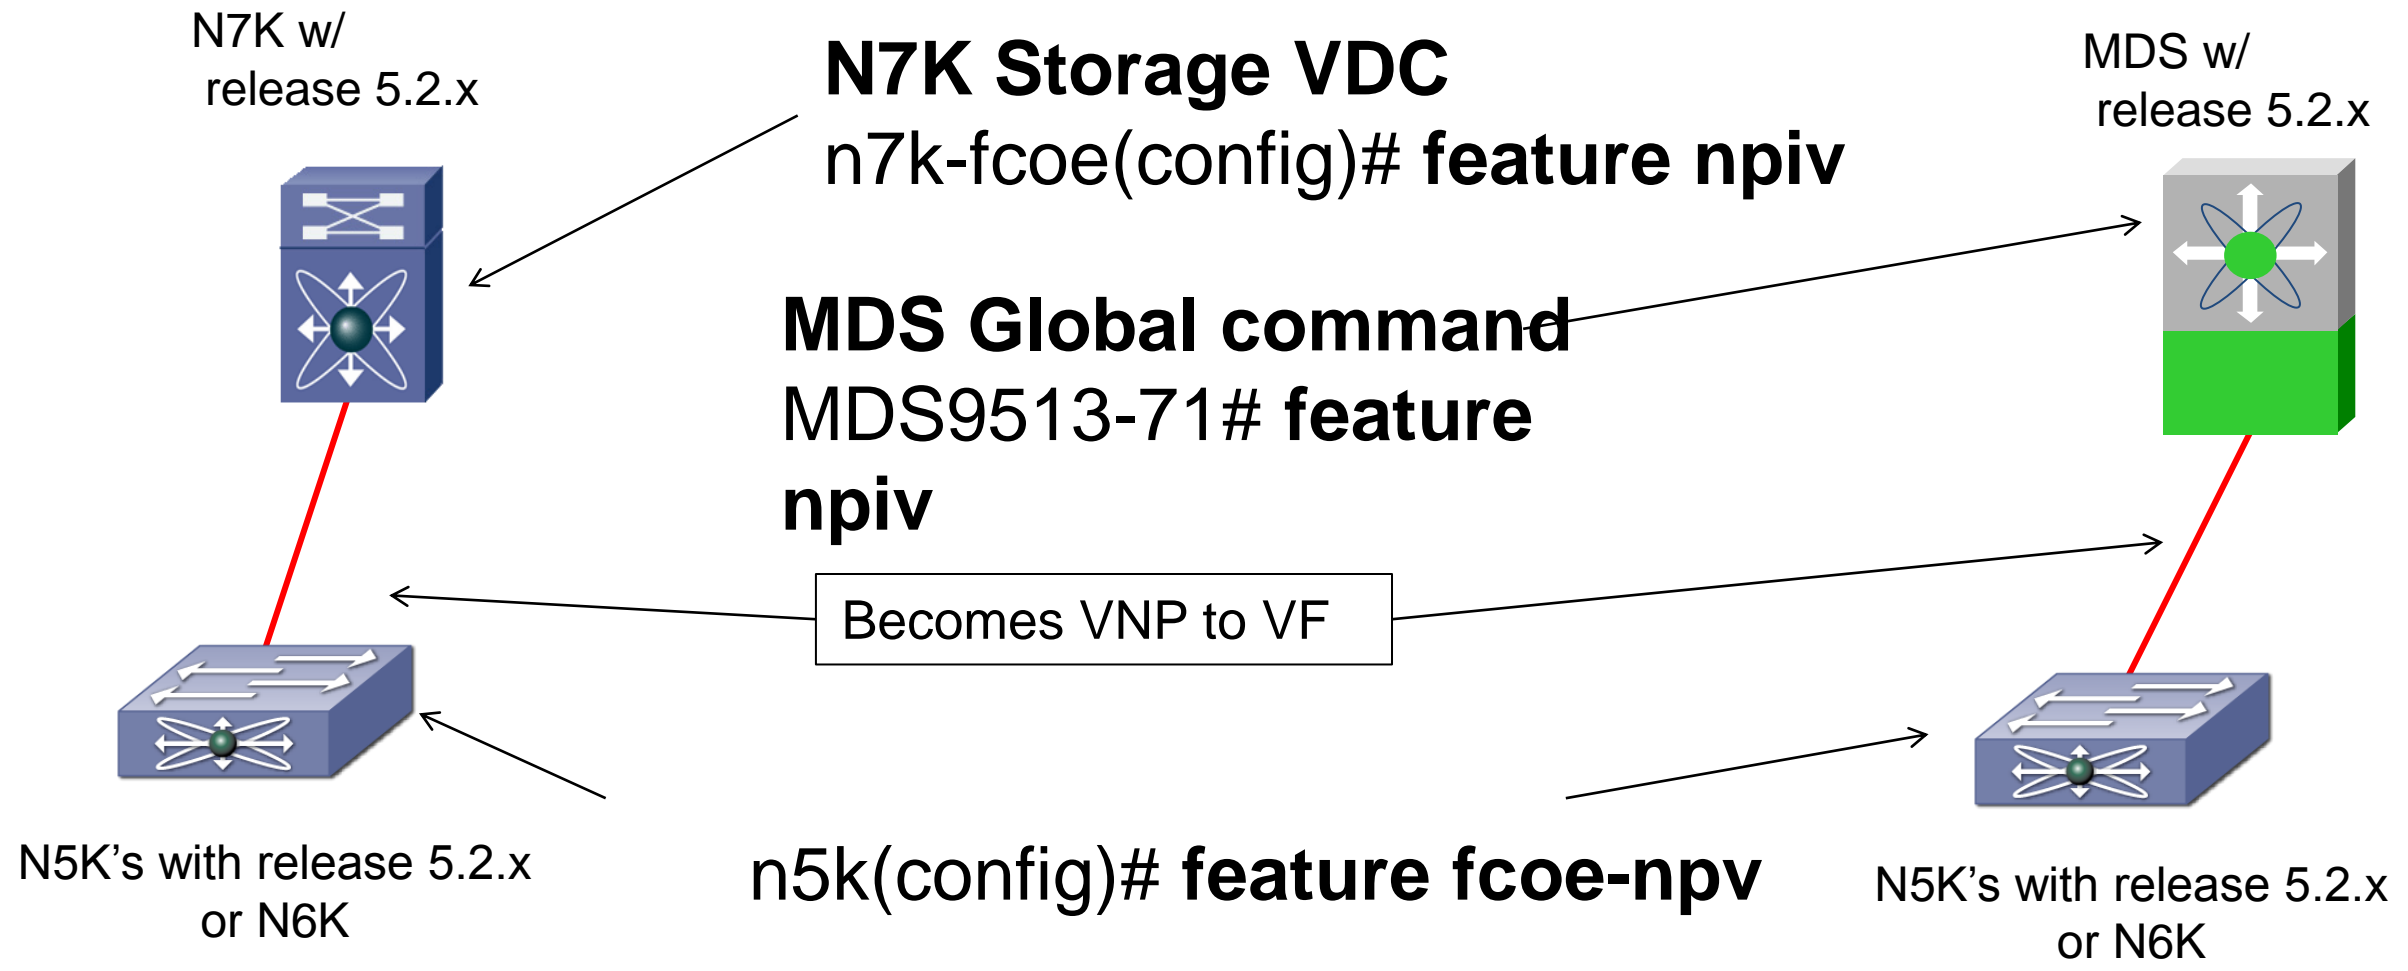 N7K w/
release 5.2.x
N7K Storage VDC
n7k-fcoe(config)# feature npiv
MDS w/
release 5.2.x
MDS Global command
MDS9513-71# feature
npiv
Becomes VNP to VF
n5k(config)# feature fcoe-npv
N5K’s with release 5.2.x
or N6K
N5K’s with release 5.2.x
or N6K